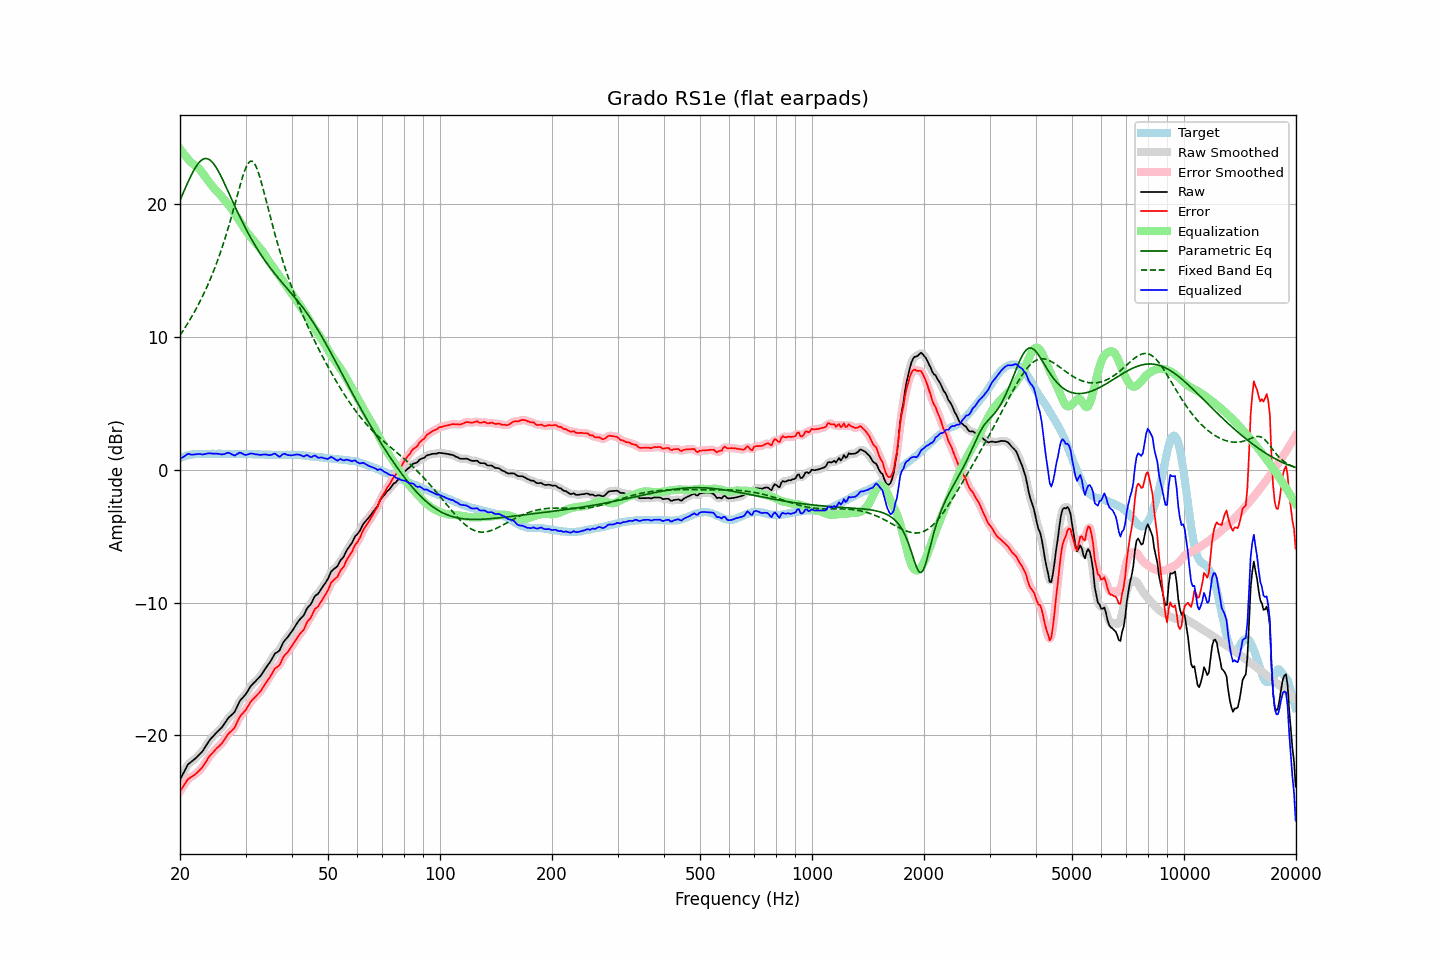 Grado RS1e (flat earpads)
Target
Raw Smoothed
Error Smoothed
Raw
Error
Equalization
Parametric Eq
Fixed Band Eq
Equalized
Amplitude (dBr)
20
10
0
−10
−20
20
50
100
200
500
1000
2000
5000
10000
20000
Frequency (Hz)